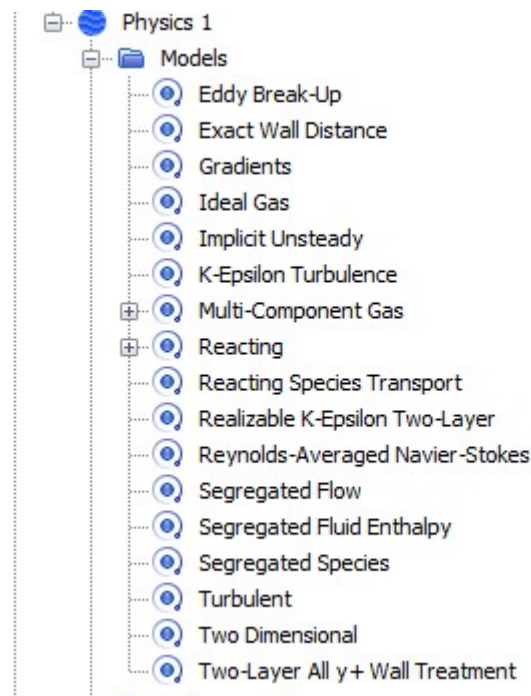 Physics 1
Models
Eddy Break-Up
Exact Wall Distance
Gradients
Ideal Gas
Implicit Unsteady
K-Epsilon Turbulence
Multi-Component Gas
Reacting
Reacting Species Transport
Realizable K-Epsilon Two-Layer
Reynolds-Averaged Navier-Stokes
Segregated Flow
Segregated Fluid Enthalpy
Segregated Species
Turbulent
Two Dimensional
Two-Layer All y+ Wall Treatment